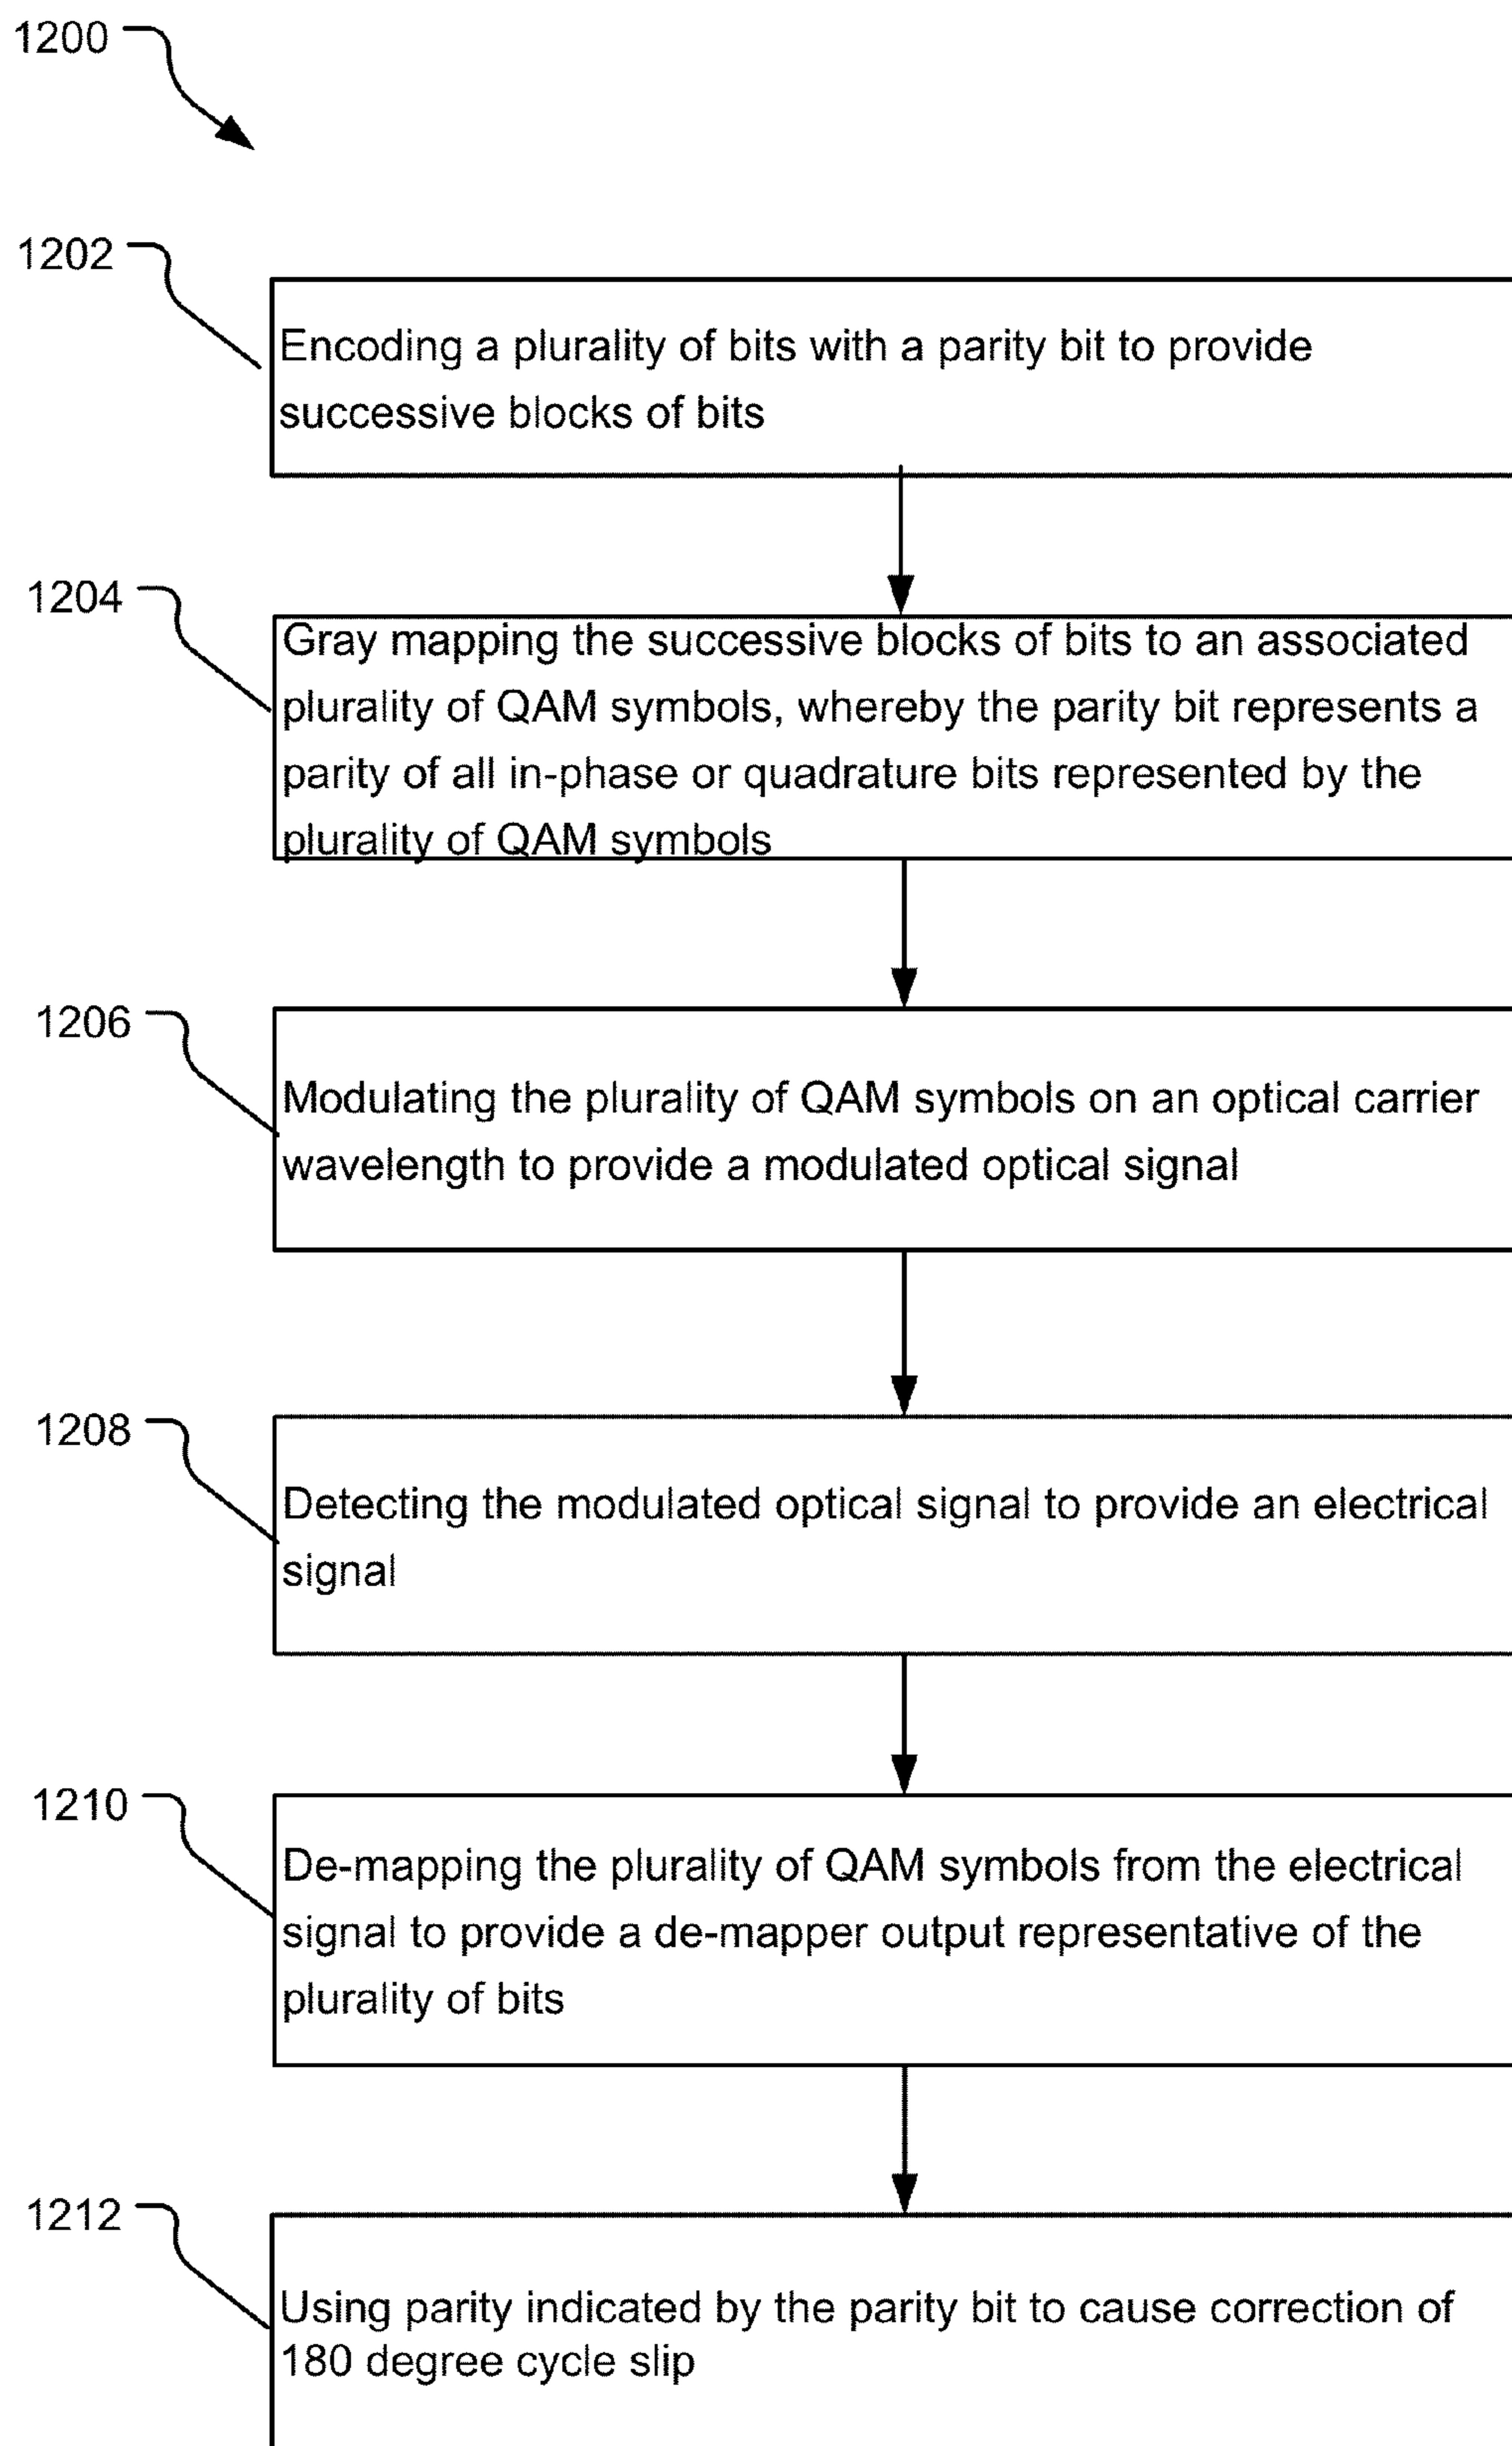 1200
1202
Encoding a plurality of bits with a parity bit to provide
successive blocks of bits
1204
Gray mapping the successive blocks of bits to an associated
plurality of QAM symbols, whereby the parity bit represents a
parity of all in-phase or quadrature bits represented by the
plurality of QAM symbols
1206
Modulating the plurality of QAM symbols on an optical carrier
wavelength to provide a modulated optical signal
1208
Detecting the modulated optical signal to provide an electrical
signal
1210
De-mapping the plurality of QAM symbols from the electrical
signal to provide a de-mapper output representative of the
plurality of bits
1212
Using parity indicated by the parity bit to cause correction of
180 degree cycle slip